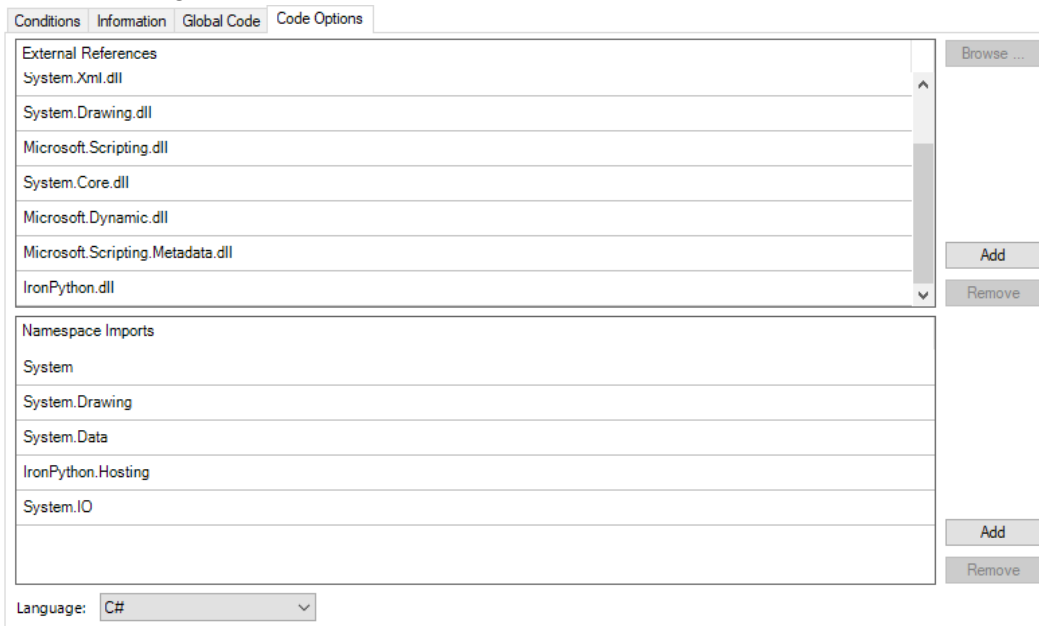 Conditions Information Global Code Code Options
External References
Browse ...
System.Xml.dll
System.Drawing.dll
Microsoft.Scripting.dll
System.Core.dll
Microsoft.Dynamic.dll
Microsoft.Scripting.Metadata.dll
Add
IronPython.dll
Remove
Namespace Imports
System
System.Drawing
System.Data
IronPython.Hosting
System.IO
Add
Remove
Language: C#